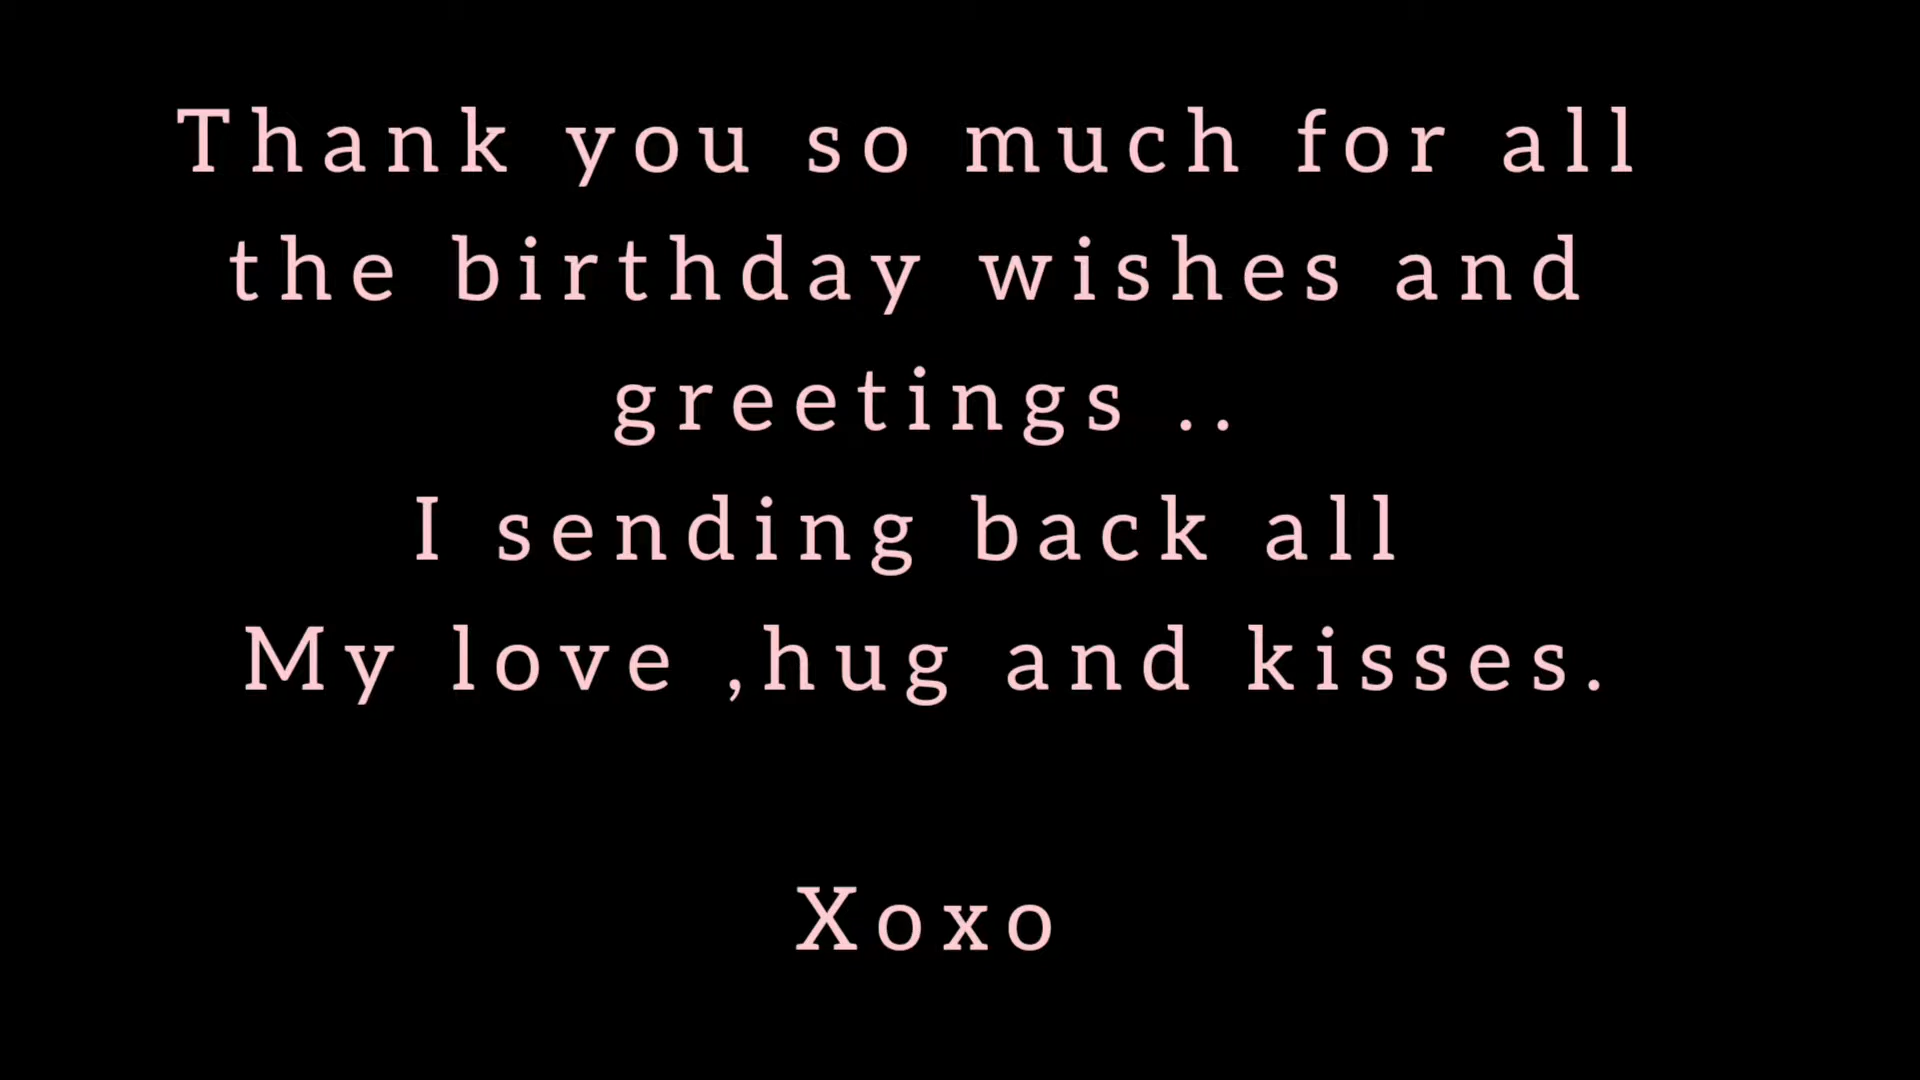 Thank you so much for all
the birthday wishes and
greetings ..
I sending back all
My love ,hug and kisses.
Xoxo